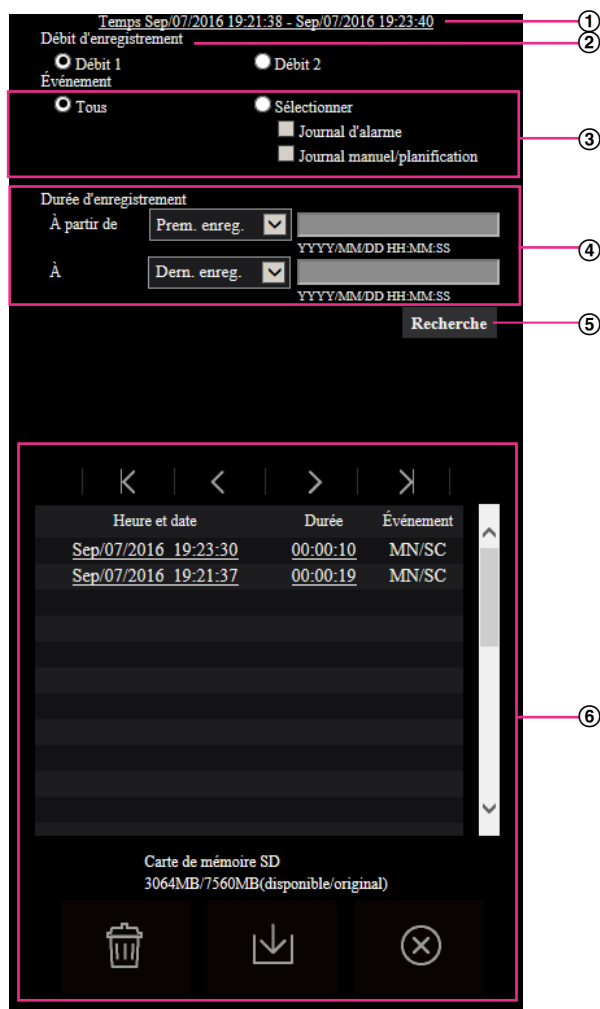 Temps Sep/07/2016 19:21:38 - Sep/07/2016 19:23:40 ①
Débit d'enregistrement ②
Débit 1 Débit 2
Événement
Tous Sélectionner
Journal d'alarme ③
Journal manuel/planification
Durée d'enregistrement
À partir de Prem. enreg.
YYYY/MM/DD HH:MM:SS ④
À Dern. enreg.
YYYY/MM/DD HH:MM:SS
Recherche ⑤
Heure et date Durée Événement
Sep/07/2016 19:23:30 00:00:10 MN/SC
Sep/07/2016 19:21:37 00:00:19 MN/SC
⑥
Carte de mémoire SD
3064MB/7560MB(disponible/original)